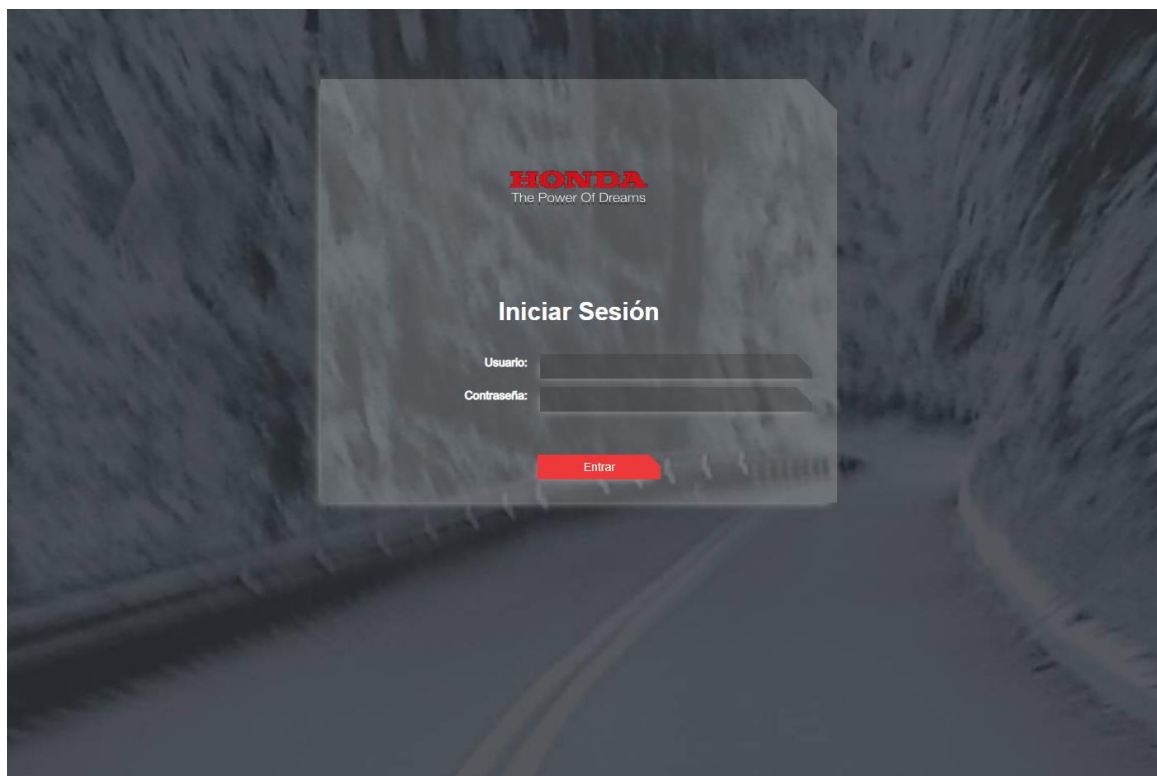 HONDA
The Power Of Dreams
Iniciar Sesión
Usuario:
Contraseña:
Entrar